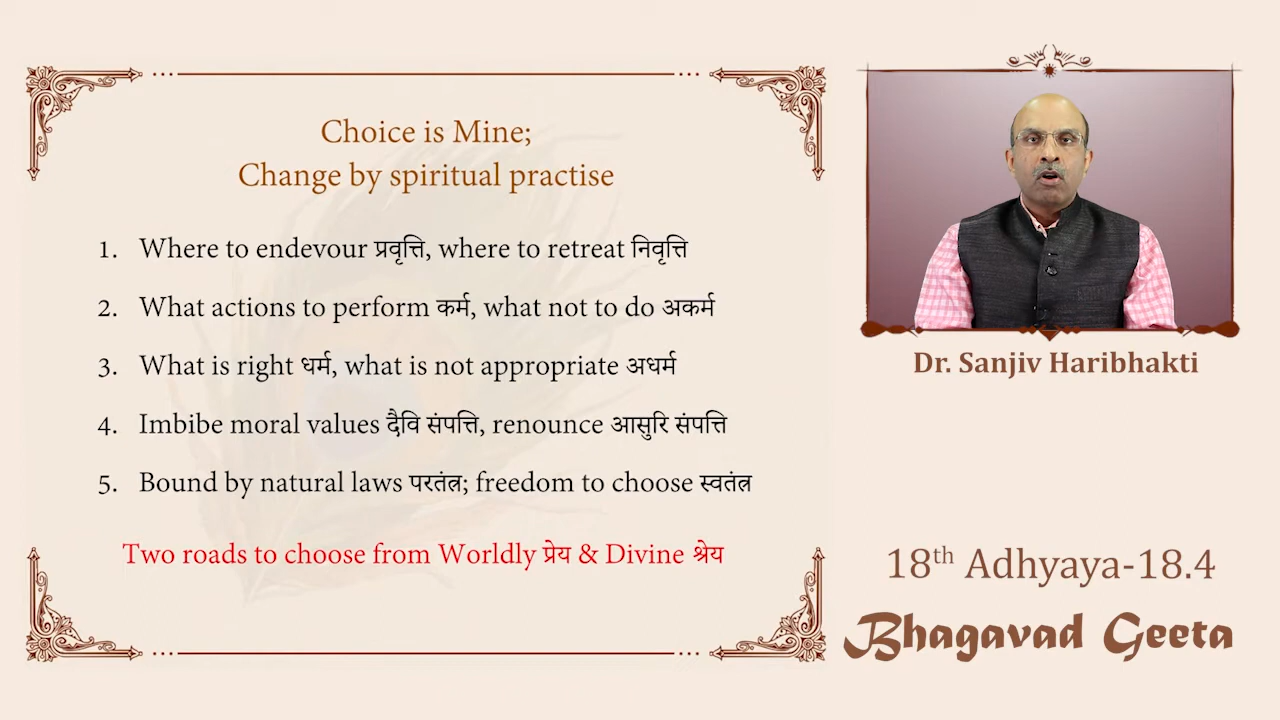 Choice is Mine;
Change by spiritual practise
1. Where to endevour प्रवृत्ति, where to retreat निवृत्ति
2. What actions to perform कर्म, what not to do अकर्म
3. What is right धर्म, what is not appropriate अधर्म
4. Imbibe moral values दैवि संपत्ति, renounce आसुरि संपत्ति
5. Bound by natural laws परतंत्र; freedom to choose स्वतंत्र
Two roads to choose from Worldly प्रेय & Divine श्रेय
Dr. Sanjiv Haribhakti
18th Adhyaya-18.4
Bhagavad Geeta